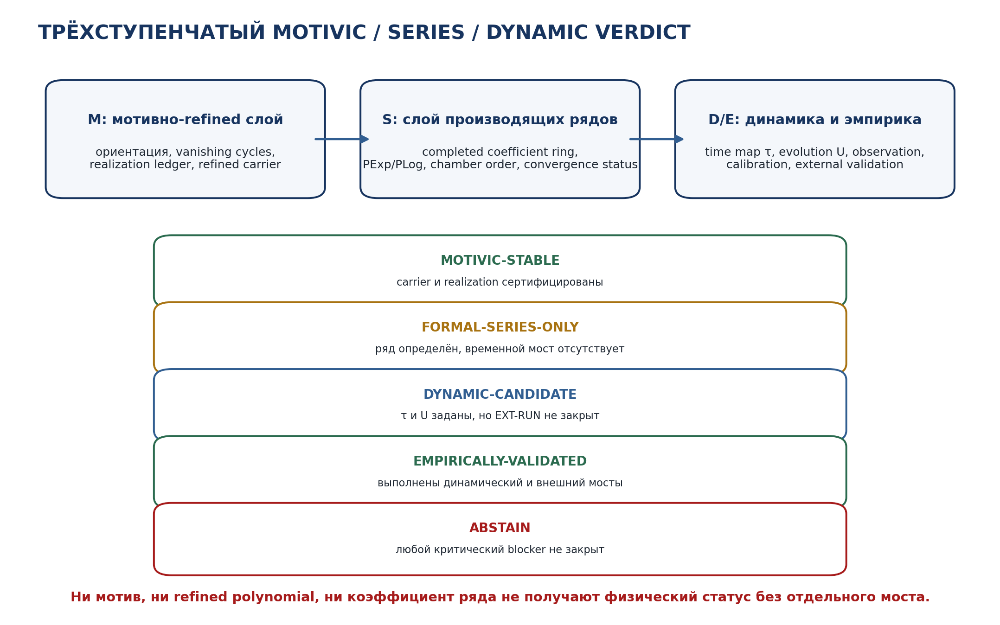 ТРЁХСТУПЕНЧАТЫЙ MOTIVIC / SERIES / DYNAMIC VERDICT
M: мотивно-refined слой
ориентация, vanishing cycles,
realization ledger, refined carrier
S: слой производящих рядов
completed coefficient ring,
PExp/PLog, chamber order, convergence status
D/E: динамика и эмпирика
time map τ, evolution U, observation,
calibration, external validation
MOTIVIC-STABLE
carrier и realization сертифицированы
FORMAL-SERIES-ONLY
ряд определён, временной мост отсутствует
DYNAMIC-CANDIDATE
τ и U заданы, но EXT-RUN не закрыт
EMPIRICALLY-VALIDATED
выполнены динамический и внешний мосты
ABSTAIN
любой критический blocker не закрыт
Ни мотив, ни refined polynomial, ни коэффициент ряда не получают физический статус без отдельного моста.